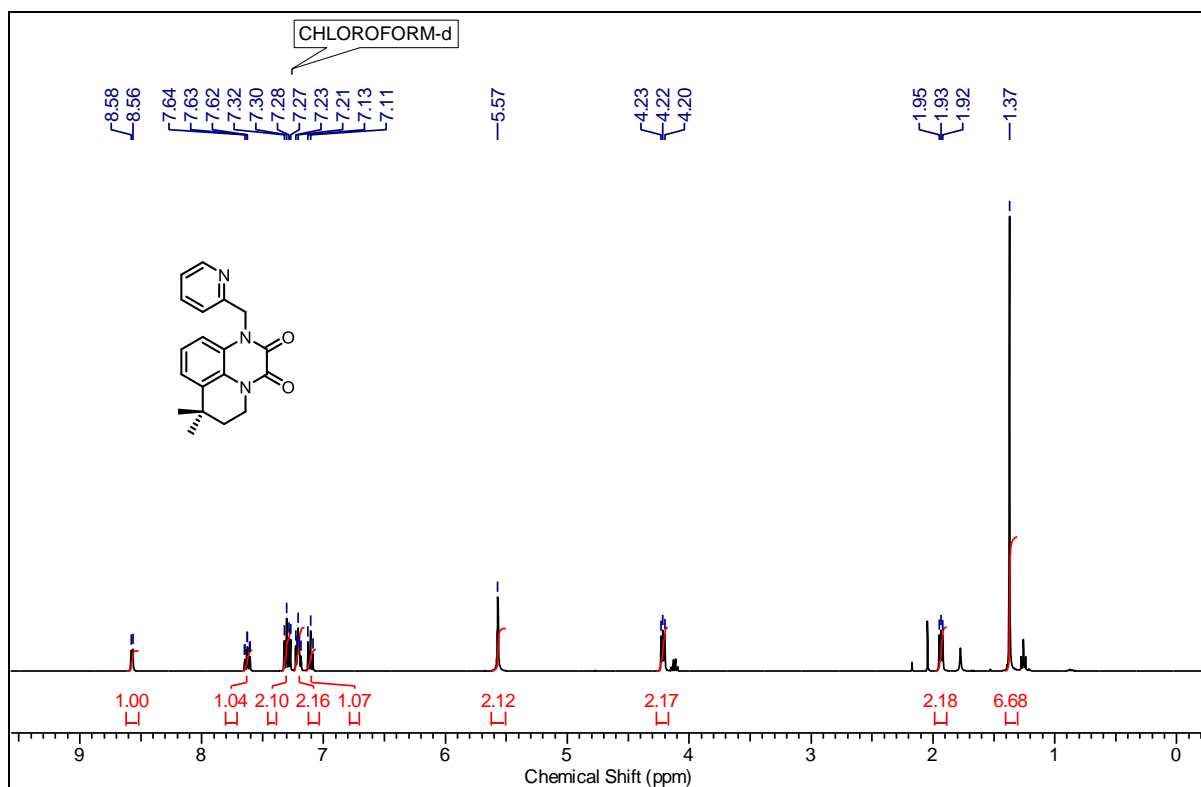 CHLOROFORM-d
8.58 8.56 7.64 7.63 7.62 7.32 7.30 7.28 7.27 7.23 7.21 7.13 7.11 5.57 4.23 4.22 4.20 1.95 1.93 1.92 1.37
N
N O
N O
1.00 1.04 2.10 2.16 1.07 2.12 2.17 2.18 6.68
9 8 7 6 5 4 3 2 1 0
Chemical Shift (ppm)